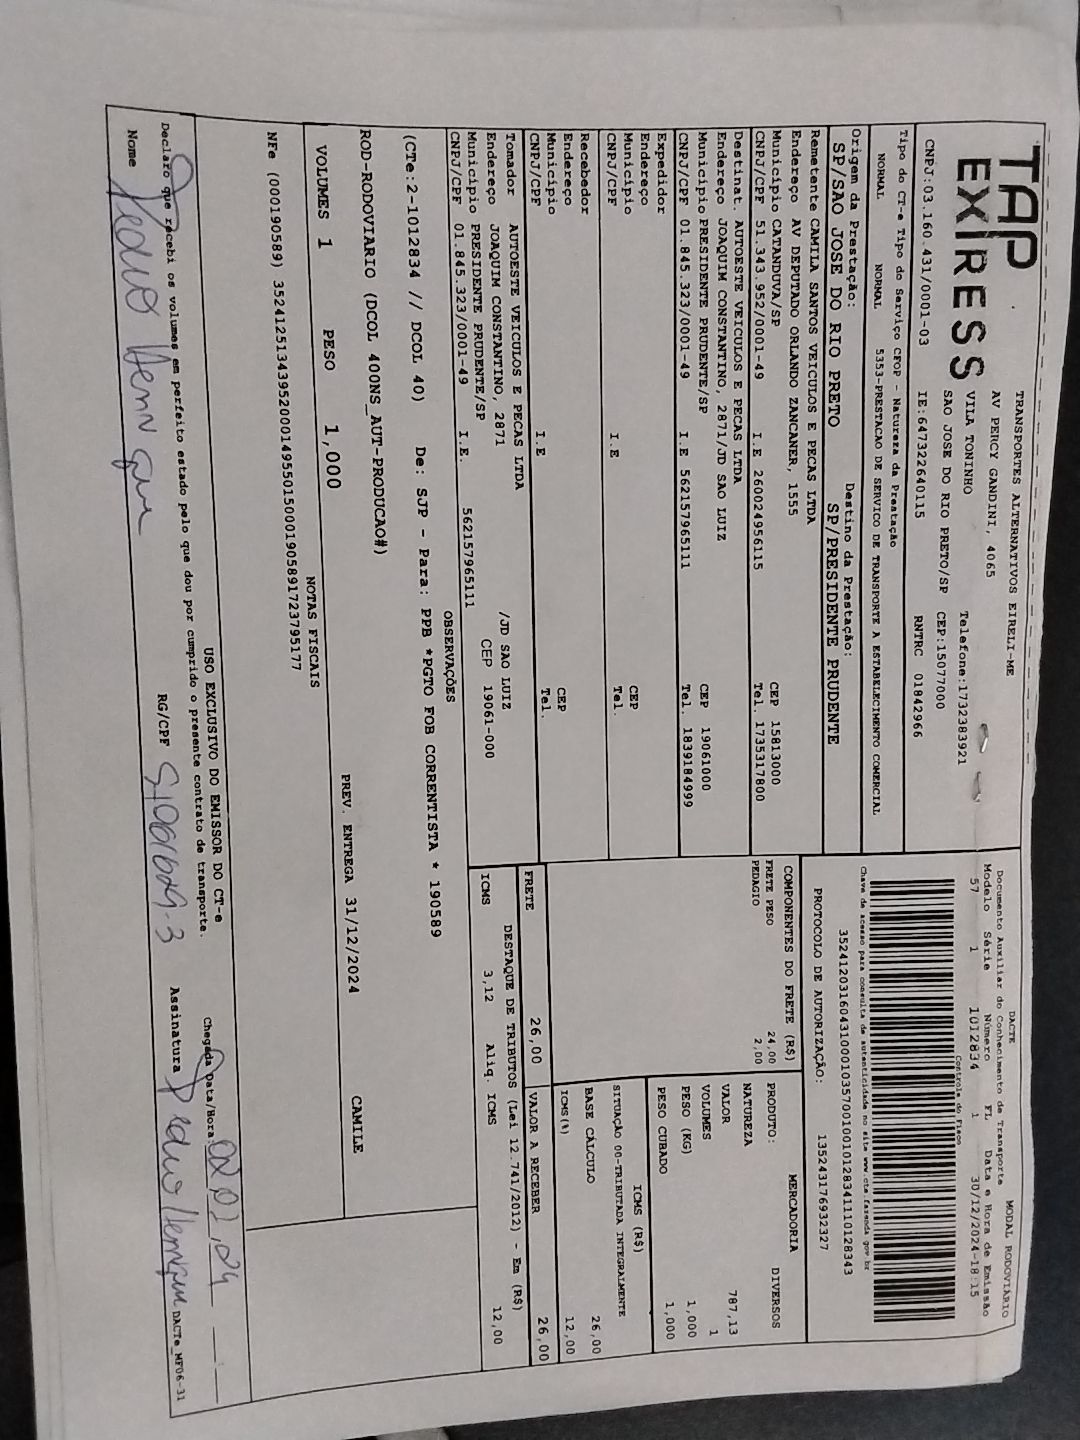 TAP
EXPRESS
TRANSPORTES ALTERNATIVOS EIRELI-ME
AV PERCY GANDINI, 4065
VILA TONINHO Telefone:1732383921
SAO JOSE DO RIO PRETO/SP CEP:15077000
CNPJ:03.160.431/0001-03 IE:647322640115 RNTRC 01842966
Tipo do CT-e Tipo do Serviço CFOP - Natureza da Prestação
NORMAL NORMAL 5353-PRESTACAO DE SERVICO DE TRANSPORTE A ESTABELECIMENTO COMERCIAL
Origem da Prestação: Destino da Prestação:
SP/SAO JOSE DO RIO PRETO SP/PRESIDENTE PRUDENTE
Remetente CAMILA SANTOS VEICULOS E PECAS LTDA
Endereço AV DEPUTADO ORLANDO ZANCANER, 1555
Município CATANDUVA/SP CEP 15813000
CNPJ/CPF 51.343.952/0001-49 I.E 260024956115 Tel. 1735317800
Destinat. AUTOESTE VEICULOS E PECAS LTDA
Endereço JOAQUIM CONSTANTINO, 2871/JD SAO LUIZ
Município PRESIDENTE PRUDENTE/SP CEP 19061000
CNPJ/CPF 01.845.323/0001-49 I.E 562157965111 Tel. 1839184999
Expedidor
Endereço
Município CEP
CNPJ/CPF I.E Tel.
Recebedor
Endereço
Município CEP
CNPJ/CPF I.E Tel.
Tomador AUTOESTE VEICULOS E PECAS LTDA
Endereço JOAQUIM CONSTANTINO, 2871 /JD SAO LUIZ
Município PRESIDENTE PRUDENTE/SP CEP 19061-000
CNPJ/CPF 01.845.323/0001-49 I.E. 562157965111
DACTE MODAL RODOVIÁRIO
Documento Auxiliar do Conhecimento de Transporte
Modelo Série Número FL Data e Hora de Emissão
57 1 1012834 1 30/12/2024-18:15
Controle do Fisco
Chave de acesso para consulta de autenticidade no site www.cte.fazenda.gov.br
35241203160431000103570010010128341110128343
PROTOCOLO DE AUTORIZAÇÃO: 135243176932327
COMPONENTES DO FRETE (R$)
FRETE PESO 24,00
PEDAGIO 2,00
MERCADORIA
PRODUTO: DIVERSOS
NATUREZA
VALOR 787,13
VOLUMES 1
PESO (KG) 1,000
PESO CUBADO 1,000
ICMS (R$)
SITUAÇÃO 00-TRIBUTADA INTEGRALMENTE
BASE CÁLCULO 26,00
ICMS(%) 12,00
FRETE 26,00 VALOR A RECEBER 26,00
DESTAQUE DE TRIBUTOS (Lei 12.741/2012) - Em (R$)
ICMS 3,12 Aliq. ICMS 12,00
OBSERVAÇÕES
(CTe:2-1012834 // DCOL 40) De: SJP - Para: PPB *PGTO FOB CORRENTISTA * 190589
ROD-RODOVIARIO (DCOL 400NS_AUT-PRODUCAO#)
PREV. ENTREGA 31/12/2024 CAMILE
VOLUMES 1 PESO 1,000
NOTAS FISCAIS
NFe (000190589) 35241251343952000149550150001905891723795177
USO EXCLUSIVO DO EMISSOR DO CT-e
Declaro que recebi os volumes em perfeito estado pelo que dou por cumprido o presente contrato de transporte.
Chegada Data/Hora 02 01 24
Nome Pedro Henrique RG/CPF Assinatura Pedro Henrique
DACTe_MF06-31